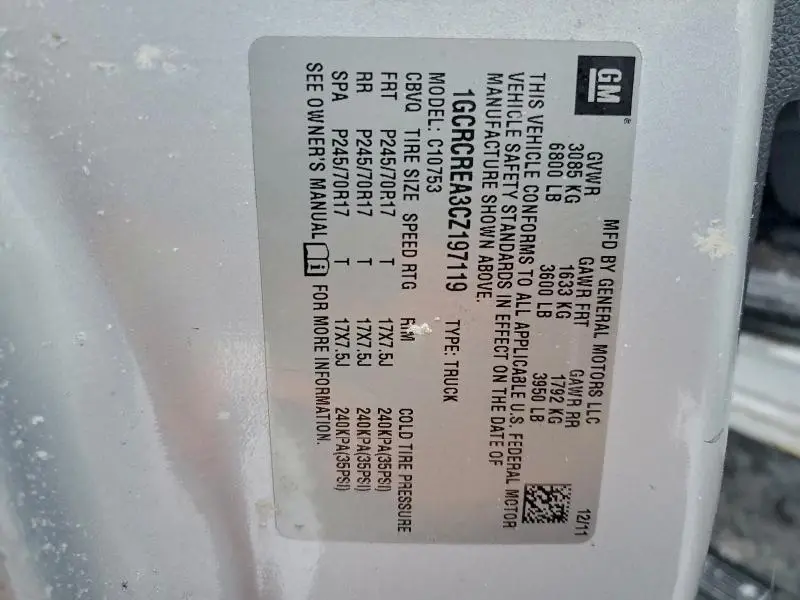 GM
MFD BY GENERAL MOTORS LLC 12/11
GVWR GAWR FRT GAWR RR
3085 KG 1633 KG 1792 KG
6800 LB 3600 LB 3950 LB
THIS VEHICLE CONFORMS TO ALL APPLICABLE U.S. FEDERAL MOTOR
VEHICLE SAFETY STANDARDS IN EFFECT ON THE DATE OF
MANUFACTURE SHOWN ABOVE.
1GCRCREA3CZ197119 TYPE: TRUCK
MODEL: C10753
CBVQ TIRE SIZE SPEED RTG RIM COLD TIRE PRESSURE
FRT P245/70R17 T 17X7.5J 240KPA(35PSI)
RR P245/70R17 T 17X7.5J 240KPA(35PSI)
SPA P245/70R17 T 17X7.5J 240KPA(35PSI)
SEE OWNER'S MANUAL FOR MORE INFORMATION.